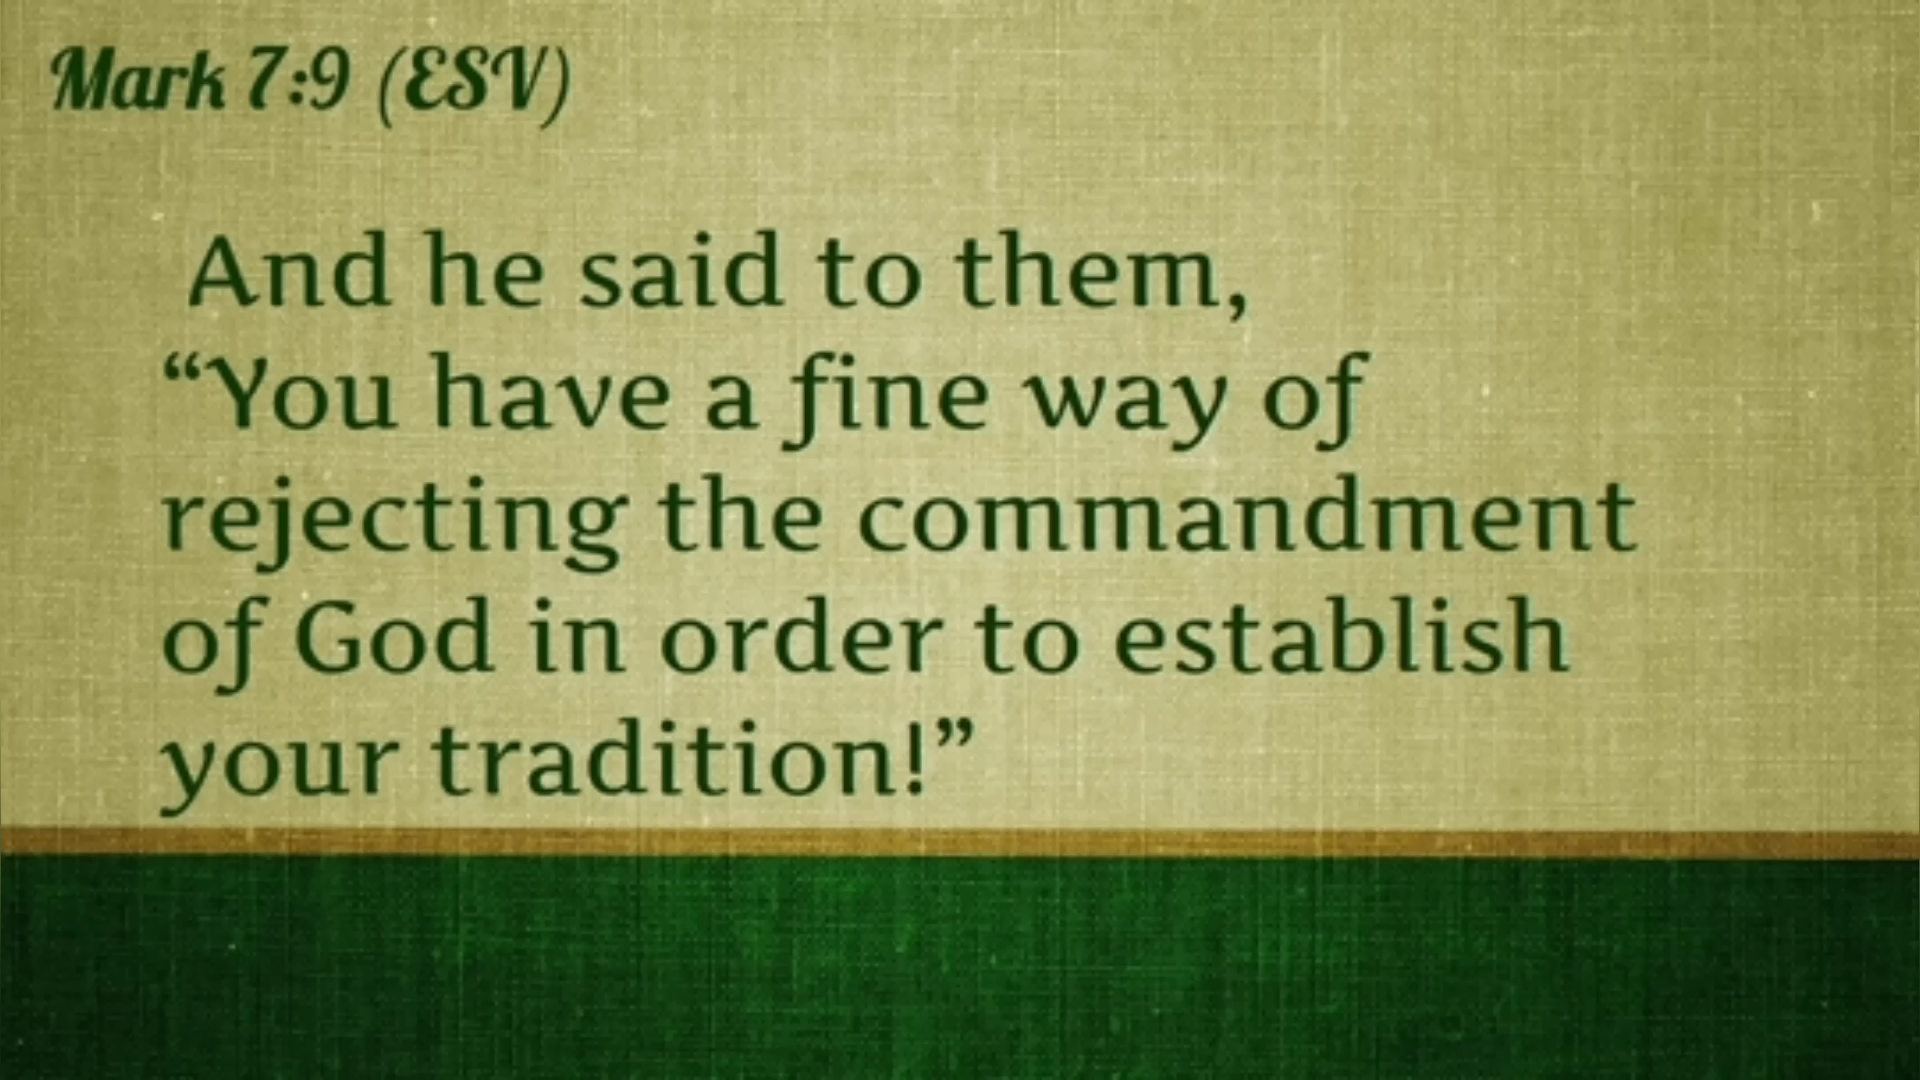 Mark 7:9 (ESV)
And he said to them,
“You have a fine way of
rejecting the commandment
of God in order to establish
your tradition!”